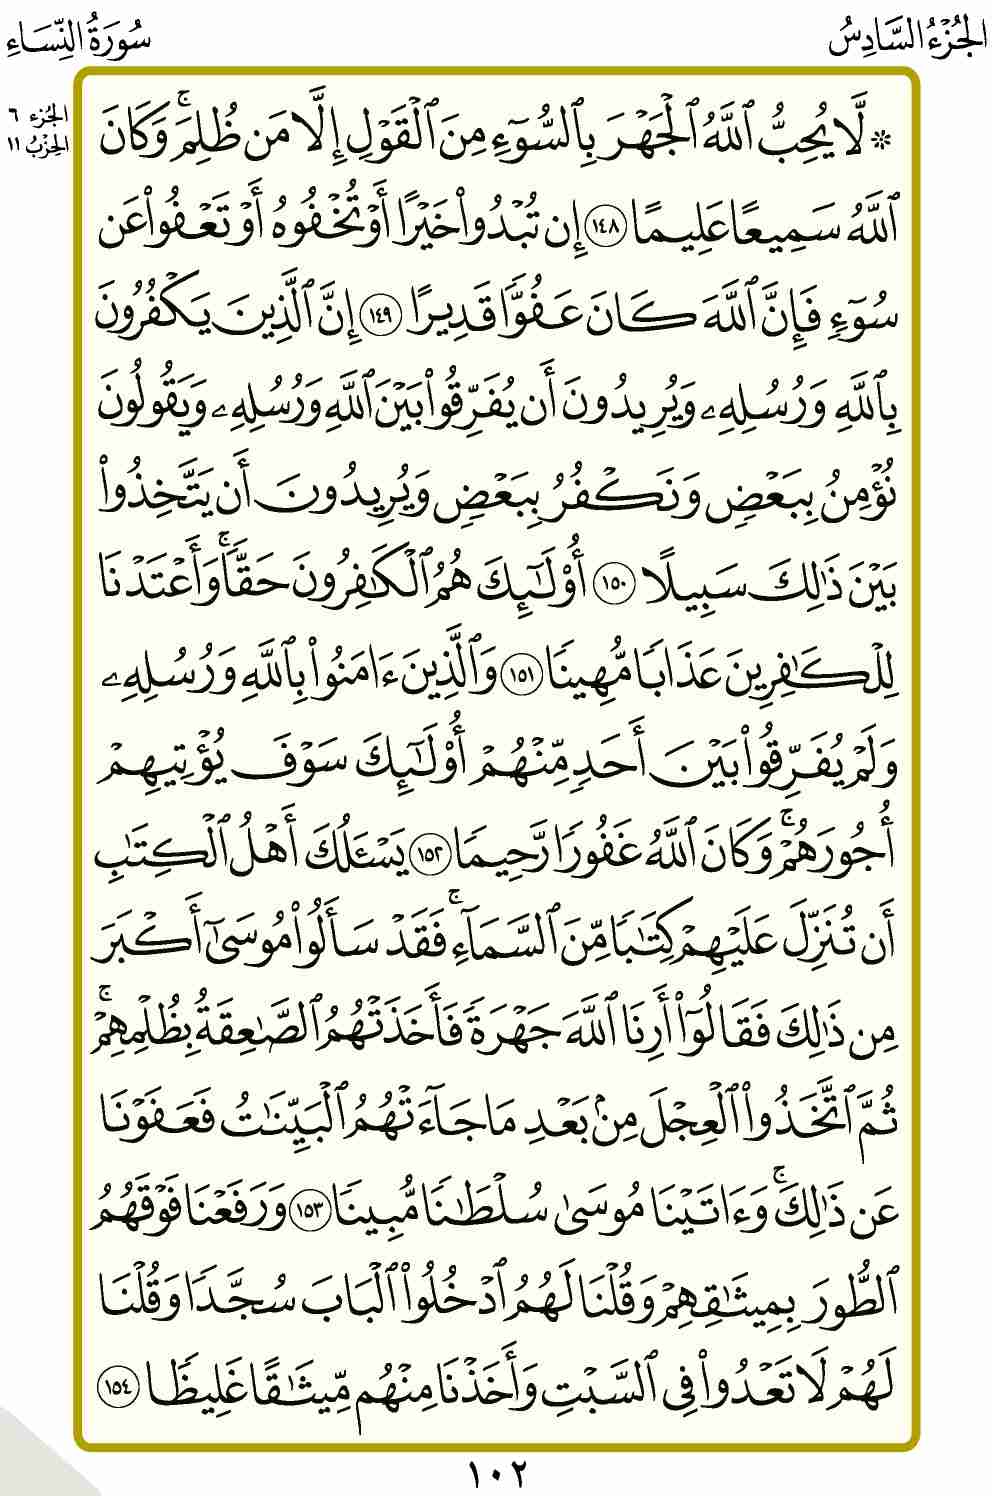 الجُزْءُ السَّادِسُ
سُورَةُ النِّسَاءِ
الجُزء ٦
الحِزْبُ ١١
۞ لَّا يُحِبُّ ٱللَّهُ ٱلْجَهْرَ بِٱلسُّوٓءِ مِنَ ٱلْقَوْلِ إِلَّا مَن ظُلِمَۚ وَكَانَ
ٱللَّهُ سَمِيعًا عَلِيمًا ١٤٨ إِن تُبْدُوا۟ خَيْرًا أَوْ تُخْفُوهُ أَوْ تَعْفُوا۟ عَن
سُوٓءٍ فَإِنَّ ٱللَّهَ كَانَ عَفُوًّا قَدِيرًا ١٤٩ إِنَّ ٱلَّذِينَ يَكْفُرُونَ
بِٱللَّهِ وَرُسُلِهِۦ وَيُرِيدُونَ أَن يُفَرِّقُوا۟ بَيْنَ ٱللَّهِ وَرُسُلِهِۦ وَيَقُولُونَ
نُؤْمِنُ بِبَعْضٍ وَنَكْفُرُ بِبَعْضٍ وَيُرِيدُونَ أَن يَتَّخِذُوا۟
بَيْنَ ذَٰلِكَ سَبِيلًا ١٥٠ أُو۟لَٰٓئِكَ هُمُ ٱلْكَٰفِرُونَ حَقًّاۚ وَأَعْتَدْنَا
لِلْكَٰفِرِينَ عَذَابًا مُّهِينًا ١٥١ وَٱلَّذِينَ ءَامَنُوا۟ بِٱللَّهِ وَرُسُلِهِۦ
وَلَمْ يُفَرِّقُوا۟ بَيْنَ أَحَدٍ مِّنْهُمْ أُو۟لَٰٓئِكَ سَوْفَ يُؤْتِيهِمْ
أُجُورَهُمْۚ وَكَانَ ٱللَّهُ غَفُورًا رَّحِيمًا ١٥٢ يَسْـَٔلُكَ أَهْلُ ٱلْكِتَٰبِ
أَن تُنَزِّلَ عَلَيْهِمْ كِتَٰبًا مِّنَ ٱلسَّمَآءِۚ فَقَدْ سَأَلُوا۟ مُوسَىٰٓ أَكْبَرَ
مِن ذَٰلِكَ فَقَالُوٓا۟ أَرِنَا ٱللَّهَ جَهْرَةً فَأَخَذَتْهُمُ ٱلصَّٰعِقَةُ بِظُلْمِهِمْۚ
ثُمَّ ٱتَّخَذُوا۟ ٱلْعِجْلَ مِنۢ بَعْدِ مَا جَآءَتْهُمُ ٱلْبَيِّنَٰتُ فَعَفَوْنَا
عَن ذَٰلِكَۚ وَءَاتَيْنَا مُوسَىٰ سُلْطَٰنًا مُّبِينًا ١٥٣ وَرَفَعْنَا فَوْقَهُمُ
ٱلطُّورَ بِمِيثَٰقِهِمْ وَقُلْنَا لَهُمُ ٱدْخُلُوا۟ ٱلْبَابَ سُجَّدًا وَقُلْنَا
لَهُمْ لَا تَعْدُوا۟ فِى ٱلسَّبْتِ وَأَخَذْنَا مِنْهُم مِّيثَٰقًا غَلِيظًا ١٥٤
١٠٢